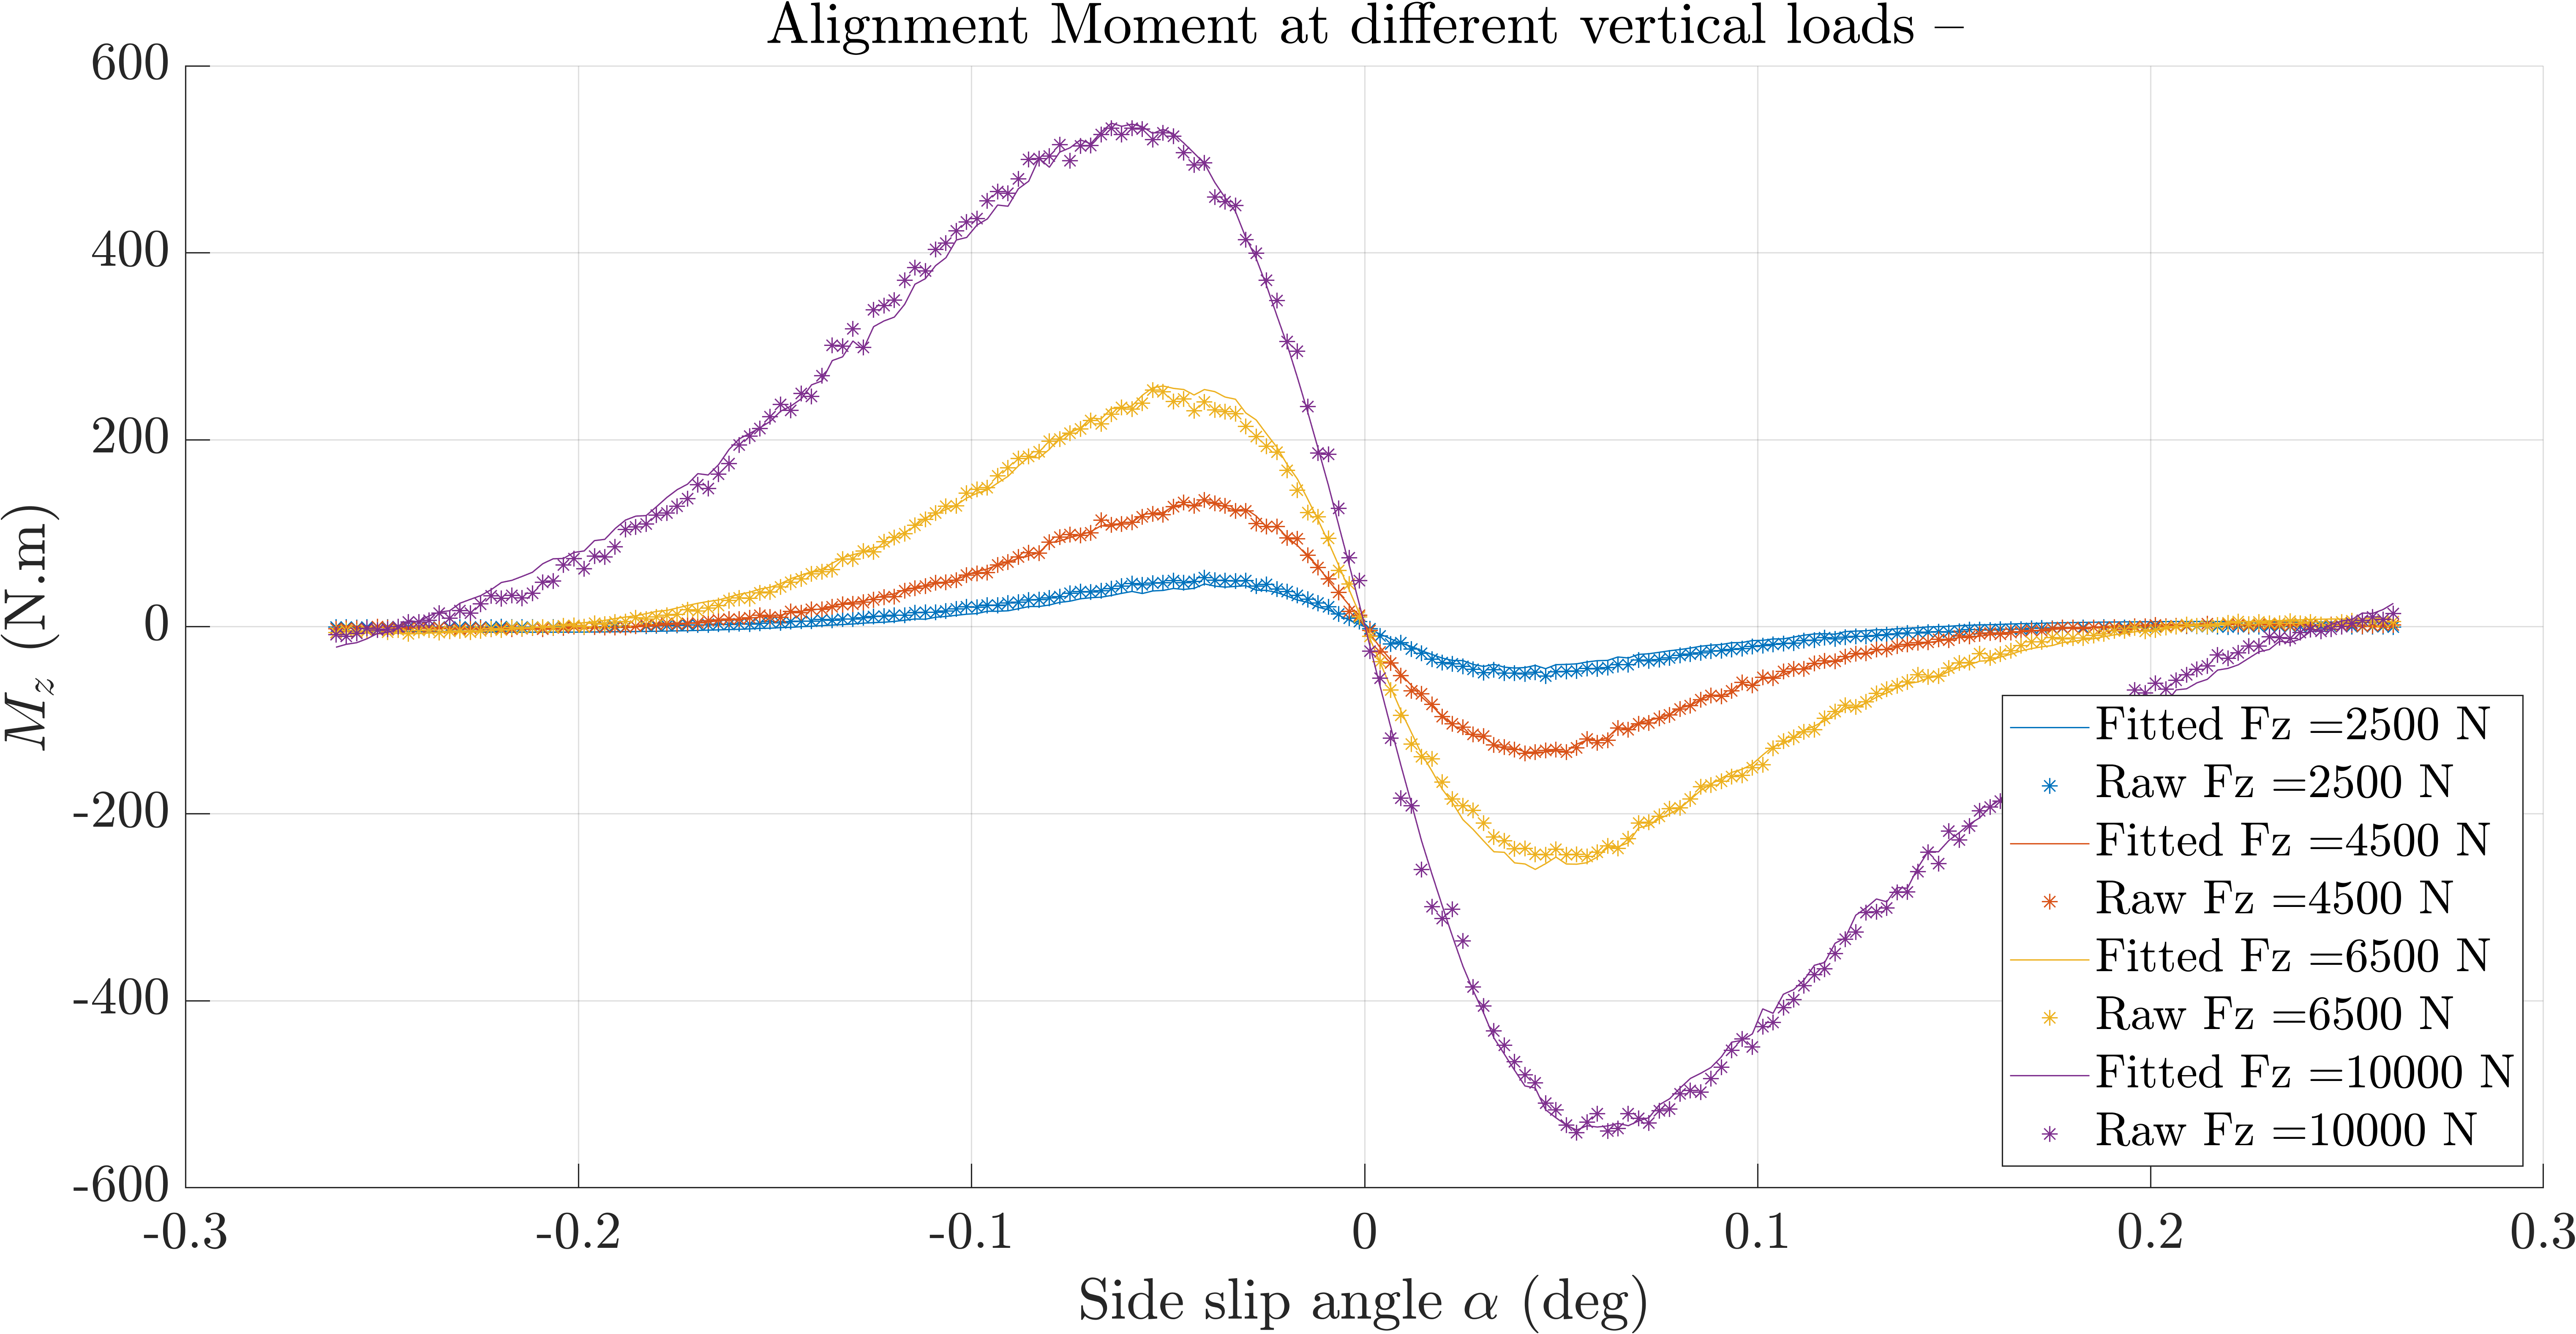 Alignment Moment at different vertical loads –
600
400
200
0
-200
-400
-600
M_z (N.m)
-0.3
-0.2
-0.1
0
0.1
0.2
0.3
Side slip angle α (deg)
Fitted Fz =2500 N
Raw Fz =2500 N
Fitted Fz =4500 N
Raw Fz =4500 N
Fitted Fz =6500 N
Raw Fz =6500 N
Fitted Fz =10000 N
Raw Fz =10000 N